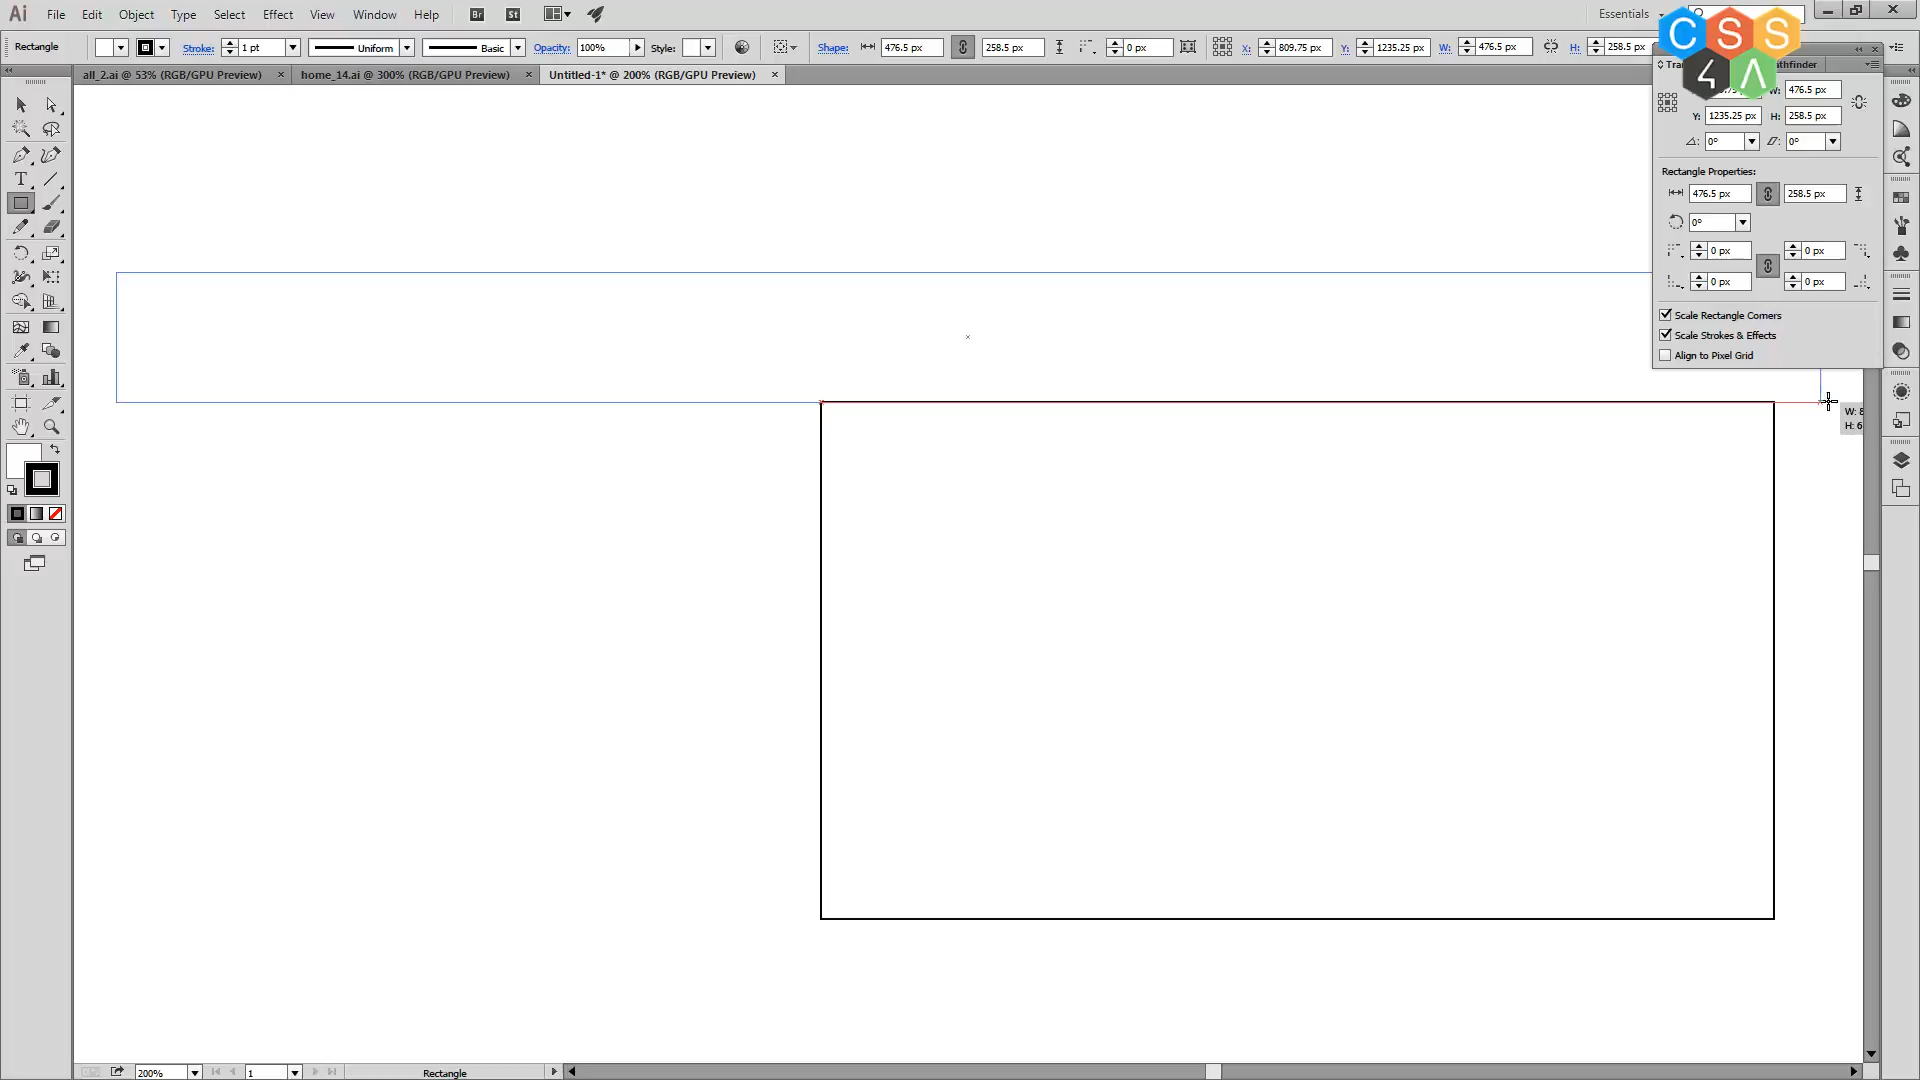 Ai File Edit Object Type Select Effect View Window Help Br St Essentials
Rectangle Stroke: 1 pt Uniform Basic Opacity: 100% Style: Shape: 476.5 px 258.5 px 0 px X: 809.75 px Y: 1235.25 px W: 476.5 px H: 258.5 px
CSS
4
all_2.ai @ 53% (RGB/GPU Preview) × home_14.ai @ 300% (RGB/GPU Preview) × Untitled-1* @ 200% (RGB/GPU Preview) ×
athfinder
W: 476.5 px
Y: 1235.25 px H: 258.5 px
0° 0°
Rectangle Properties:
476.5 px 258.5 px
0°
0 px 0 px
0 px 0 px
Scale Rectangle Corners
Scale Strokes & Effects
Align to Pixel Grid
W: 8
H: 6
T
200% 1 Rectangle